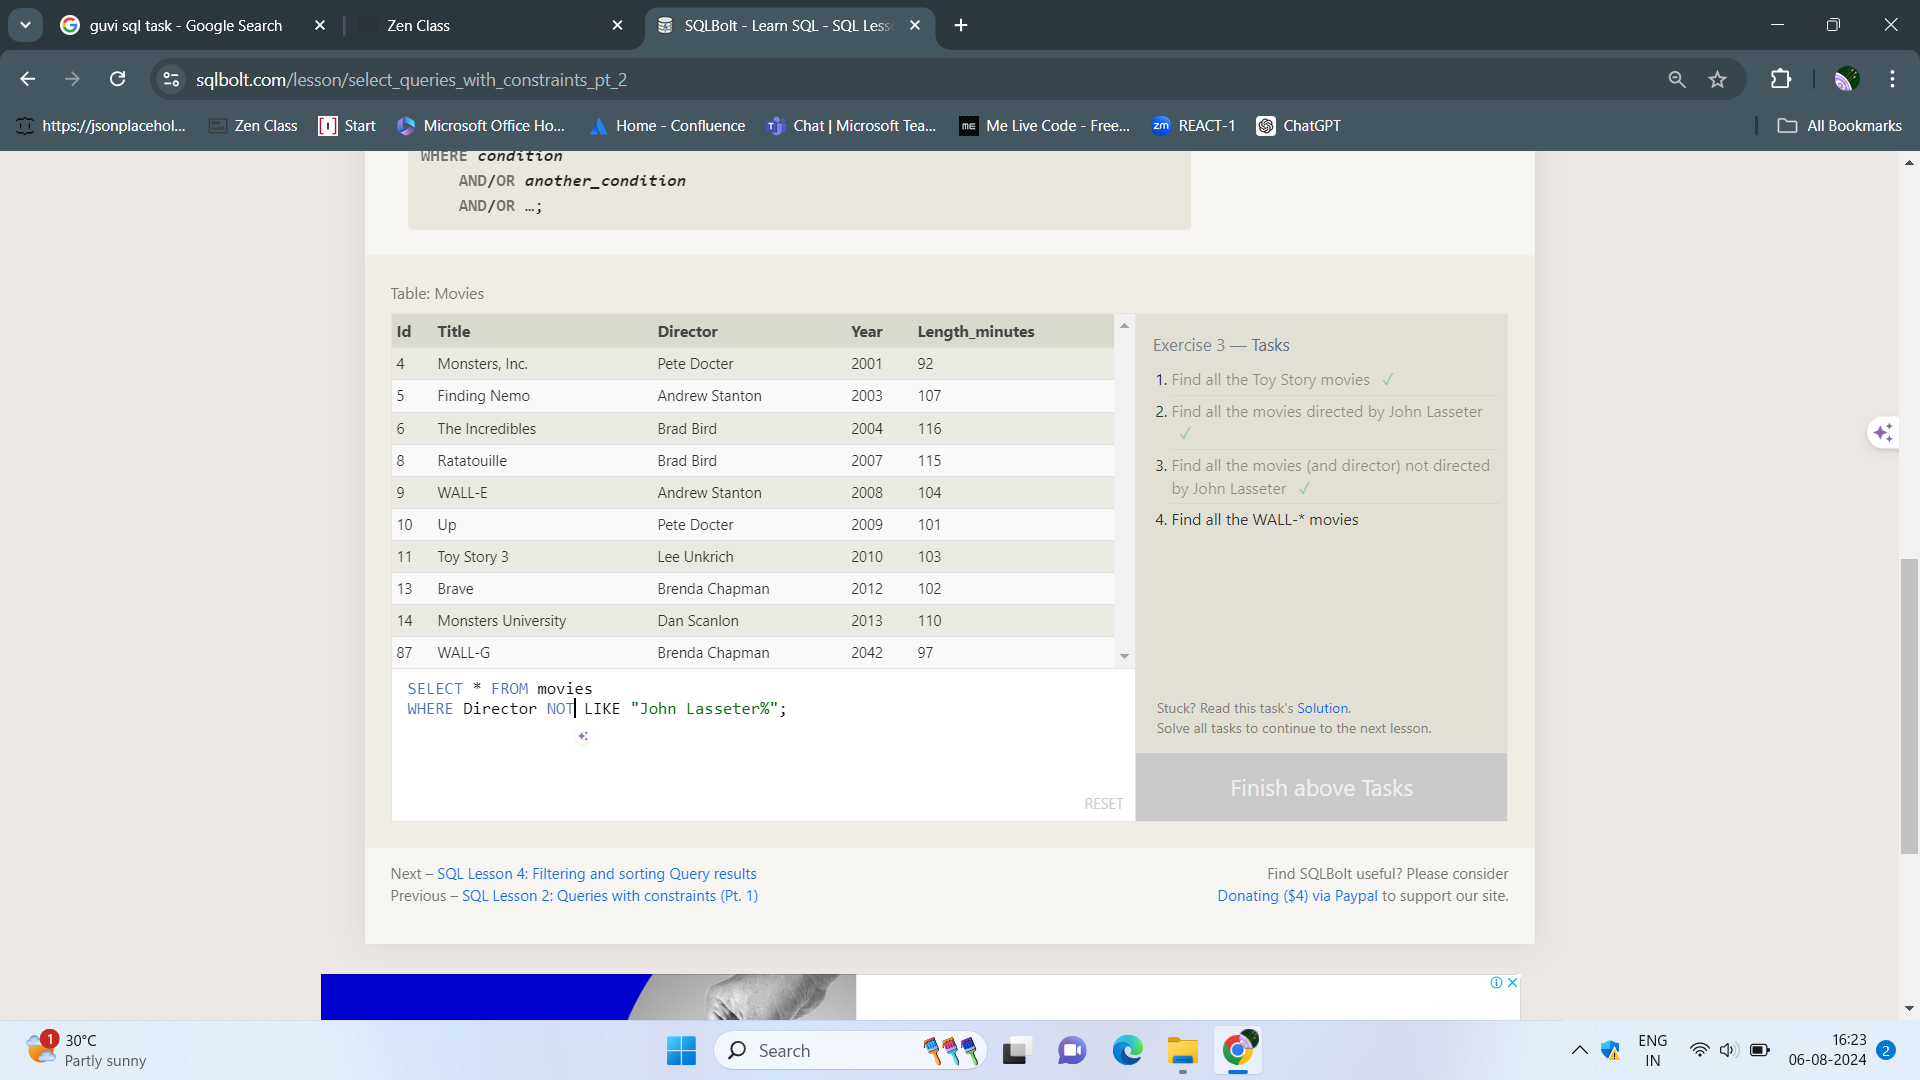 guvi sql task - Google Search
Zen Class
SQLBolt - Learn SQL - SQL Less
sqlbolt.com/lesson/select_queries_with_constraints_pt_2
https://jsonplacehol...
Zen Class
Start
Microsoft Office Ho...
Home - Confluence
Chat | Microsoft Tea...
ME
Me Live Code - Free...
zm
REACT-1
ChatGPT
All Bookmarks
WHERE condition
AND/OR another_condition
AND/OR …;
Table: Movies
Id Title Director Year Length_minutes
4 Monsters, Inc. Pete Docter 2001 92
5 Finding Nemo Andrew Stanton 2003 107
6 The Incredibles Brad Bird 2004 116
8 Ratatouille Brad Bird 2007 115
9 WALL-E Andrew Stanton 2008 104
10 Up Pete Docter 2009 101
11 Toy Story 3 Lee Unkrich 2010 103
13 Brave Brenda Chapman 2012 102
14 Monsters University Dan Scanlon 2013 110
87 WALL-G Brenda Chapman 2042 97
SELECT * FROM movies
WHERE Director NOT LIKE "John Lasseter%";
RESET
Exercise 3 — Tasks
1. Find all the Toy Story movies ✓
2. Find all the movies directed by John Lasseter
✓
3. Find all the movies (and director) not directed
by John Lasseter ✓
4. Find all the WALL-* movies
Stuck? Read this task's Solution.
Solve all tasks to continue to the next lesson.
Finish above Tasks
Next – SQL Lesson 4: Filtering and sorting Query results
Previous – SQL Lesson 2: Queries with constraints (Pt. 1)
Find SQLBolt useful? Please consider
Donating ($4) via Paypal to support our site.
1
30°C
Partly sunny
Search
ENG
IN
16:23
06-08-2024
2